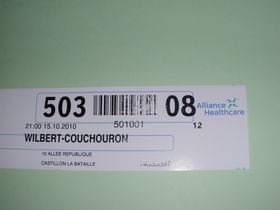 503 08 Alliance Healthcare
21:00 15.10.2010 501001 12
WILBERT-COUCHOURON
10 ALLEE REPUBLIQUE
CASTILLON LA BATAILLE